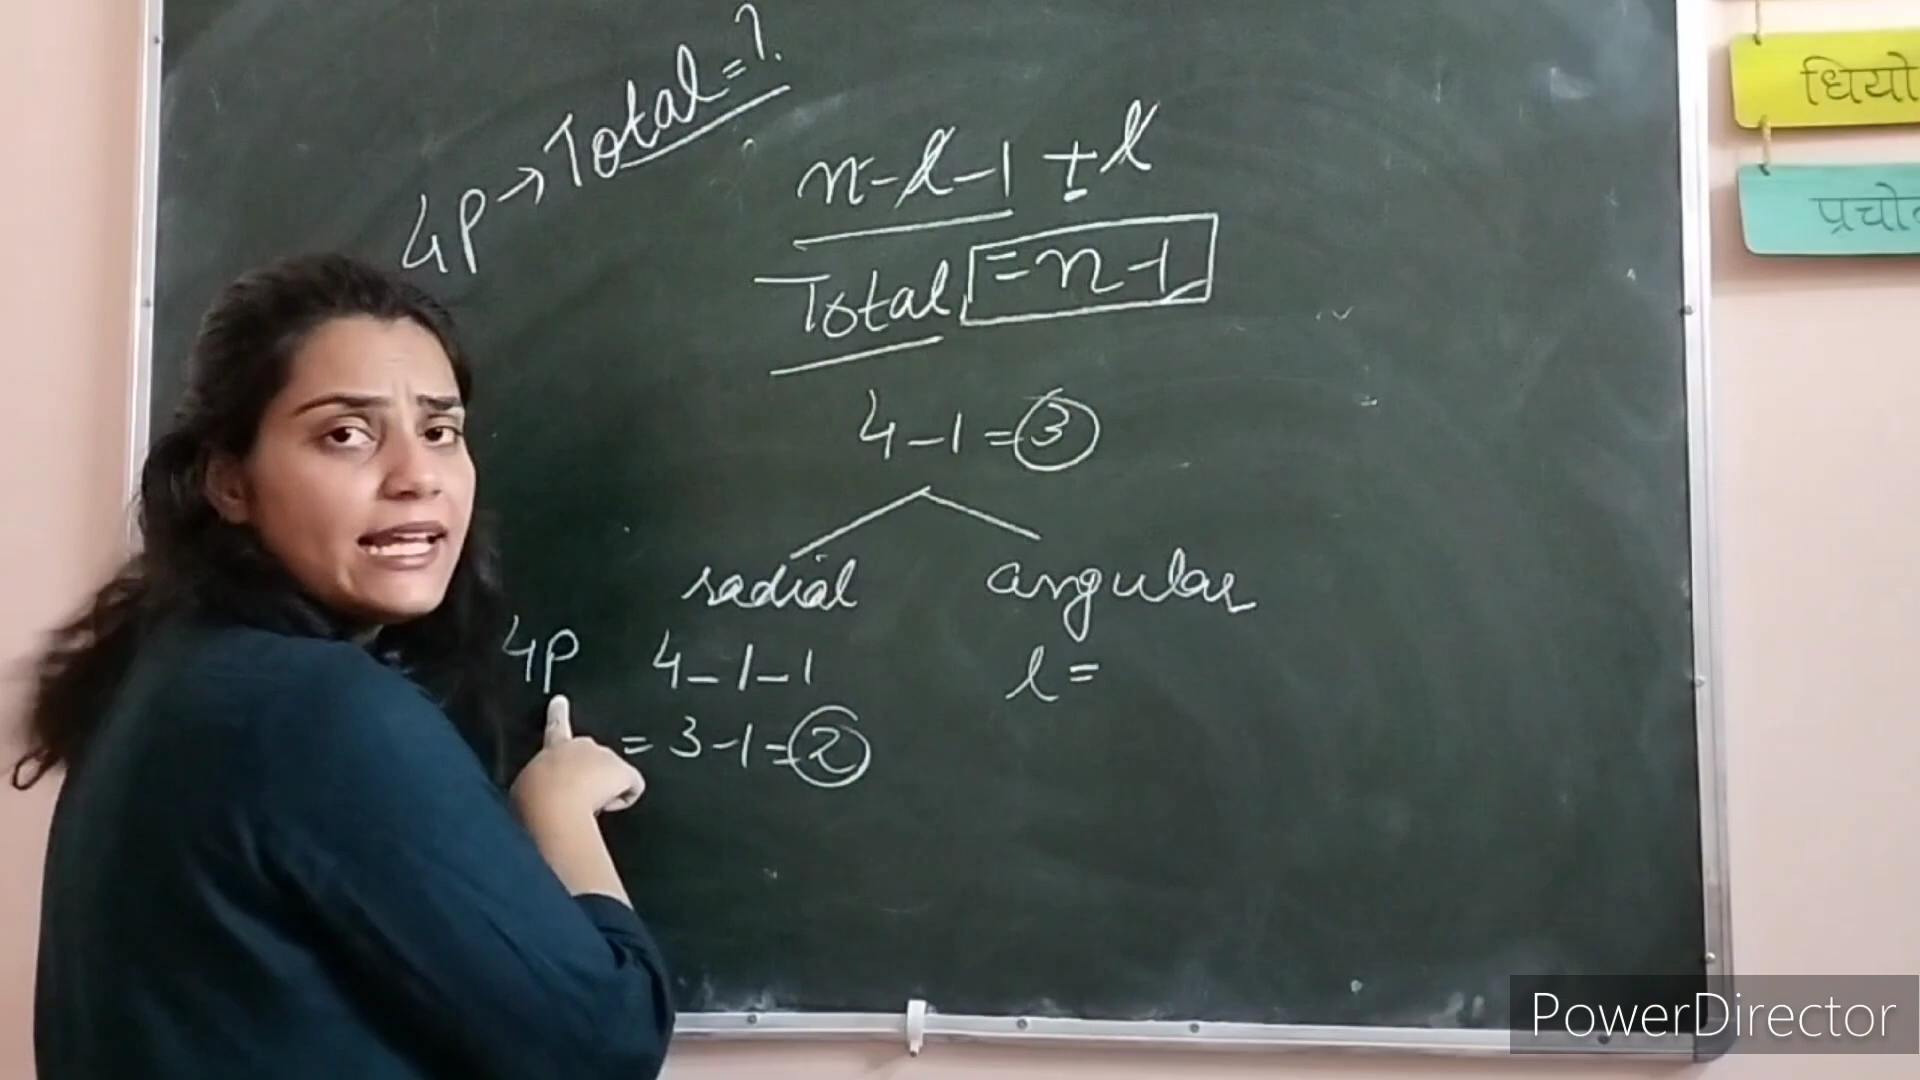 4P → Total = ?
n - l - 1 + l
Total = n - 1
4 - 1 = 3
radial angular
4P 4 - 1 - 1 l =
= 3 - 1 = 2
धियो
प्रचो
PowerDirector